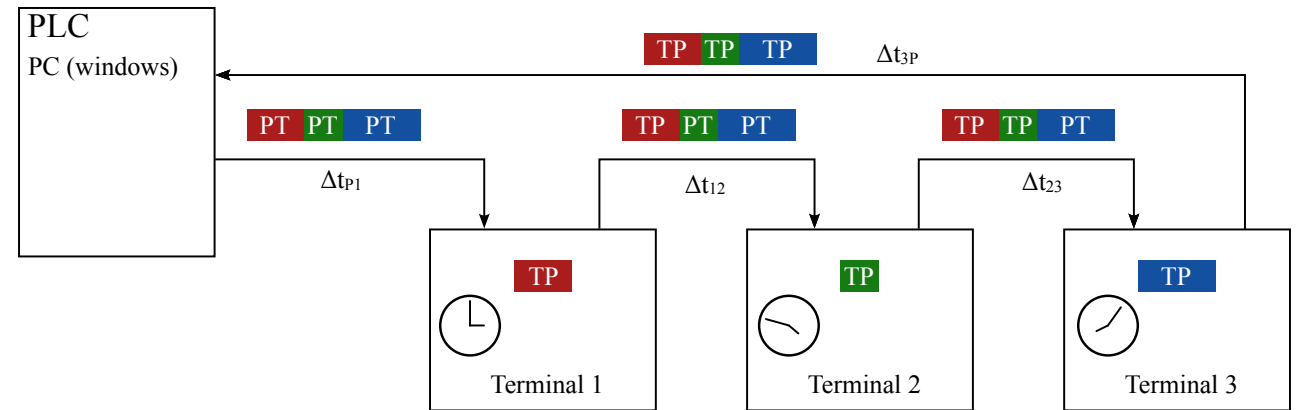 PLC
PC (windows)
TP TP TP
Δt3P
PT PT PT
ΔtP1
TP PT PT
Δt12
TP TP PT
Δt23
TP
Terminal 1
TP
Terminal 2
TP
Terminal 3